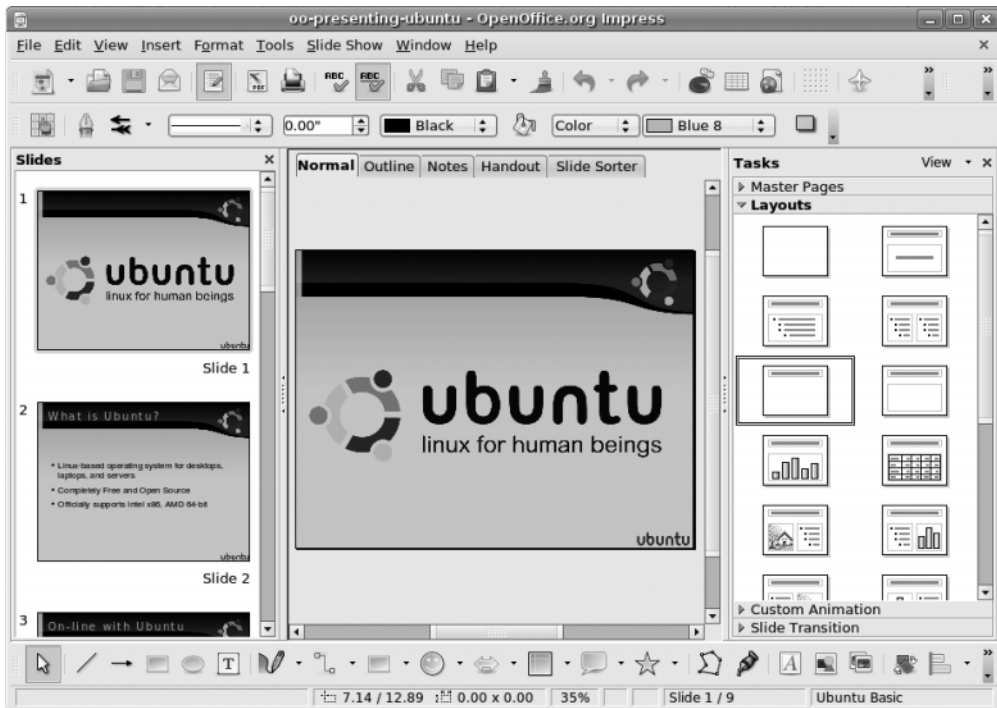 oo-presenting-ubuntu - OpenOffice.org Impress
File Edit View Insert Format Tools Slide Show Window Help
PDF ABC ABC
0.00" Black Color Blue 8
Slides
1
ubuntu
linux for human beings
ubuntu
Slide 1
2
What is Ubuntu?
• Linux-based operating system for desktops,
laptops, and servers
• Completely Free and Open Source
• Officially supports Intel x86, AMD 64-bit
ubuntu
Slide 2
3
On-line with Ubuntu
Normal Outline Notes Handout Slide Sorter
ubuntu
linux for human beings
ubuntu
Tasks View
Master Pages
Layouts
Custom Animation
Slide Transition
T A
7.14 / 12.89 0.00 x 0.00 35% Slide 1 / 9 Ubuntu Basic